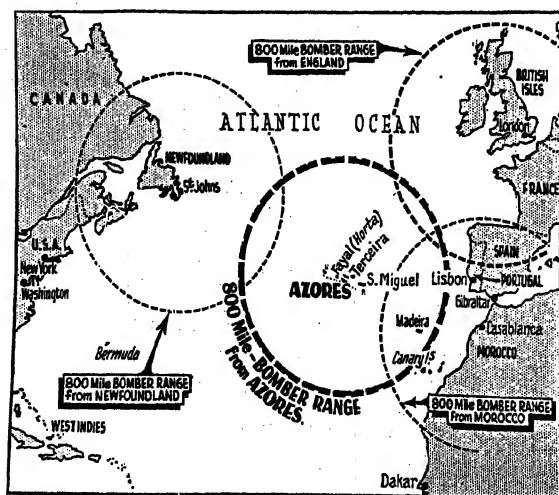 800 Mile BOMBER RANGE
from ENGLAND
CANADA
BRITISH
ISLES
ATLANTIC OCEAN
London
NEWFOUNDLAND
St. Johns
FRANCE
U.S.A.
New York
Washington
Fayal (Horta)
Terceira
AZORES
S. Miguel
SPAIN
Lisbon
PORTUGAL
Gibraltar
800 Mile-BOMBER RANGE
From AZORES.
Madeira
Casablanca
MOROCCO
Bermuda
Canary Is
800 Mile BOMBER RANGE
from NEWFOUNDLAND
800 Mile BOMBER RANGE
from MOROCCO
WEST INDIES
Dakar